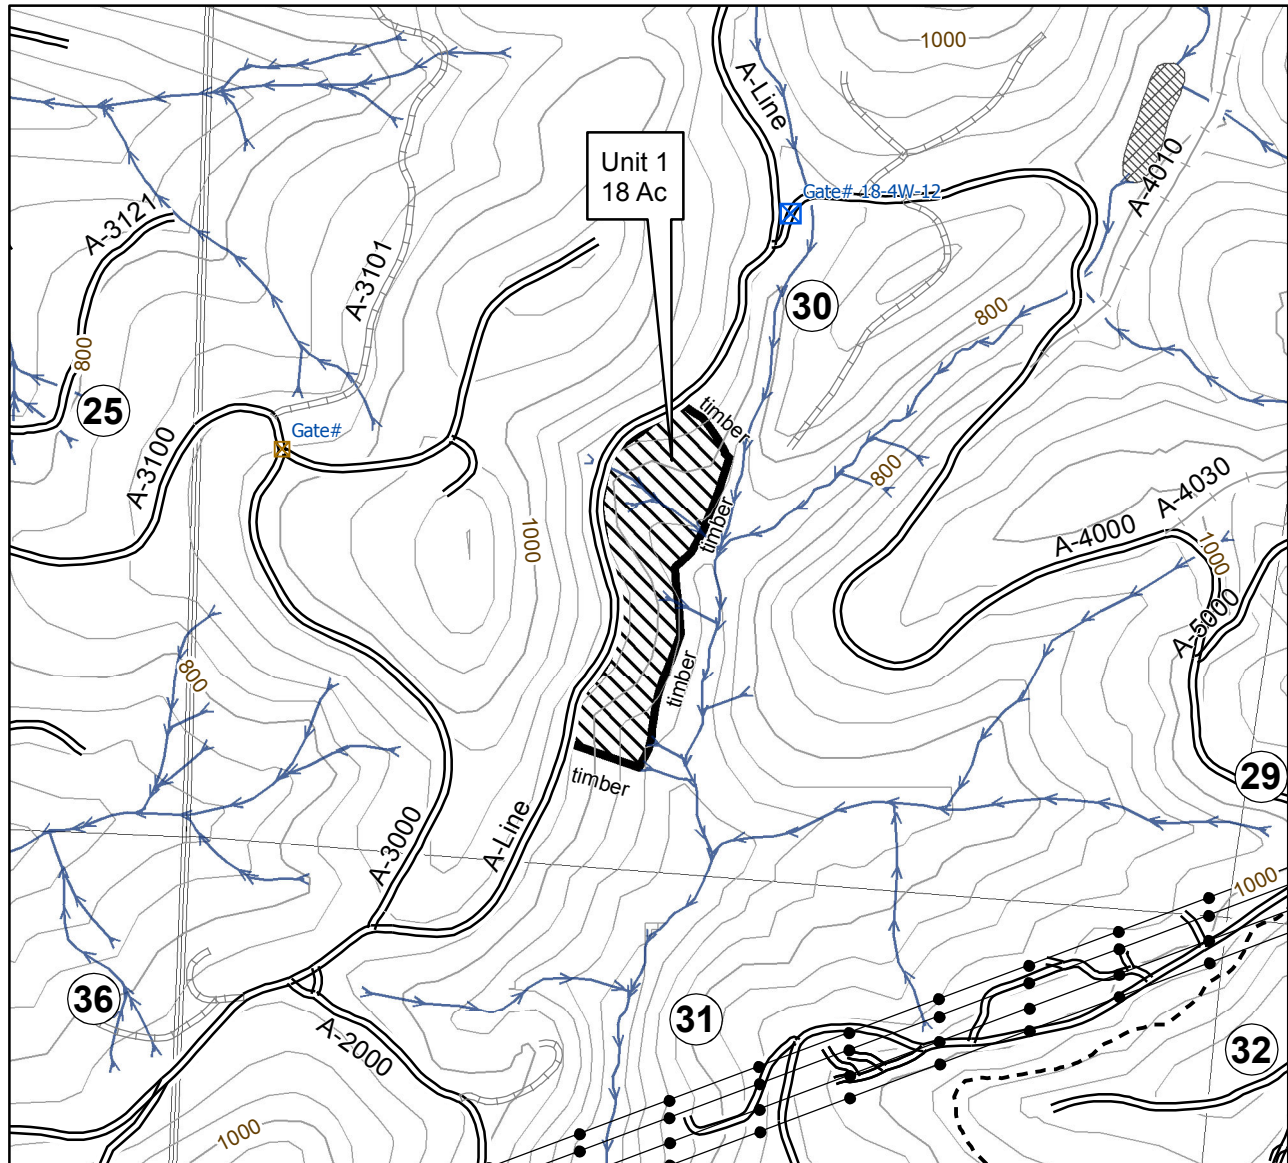 1000
A-Line
Unit 1
18 Ac
Gate# 18-4W-12
A-4010
A-3121
A-3101
30
800
800
25
timber
Gate#
A-3100
800
A-4030
1000
timber
A-4000
1000
A-5000
800
timber
29
timber
A-Line
A-3000
1000
36
31
A-2000
32
1000